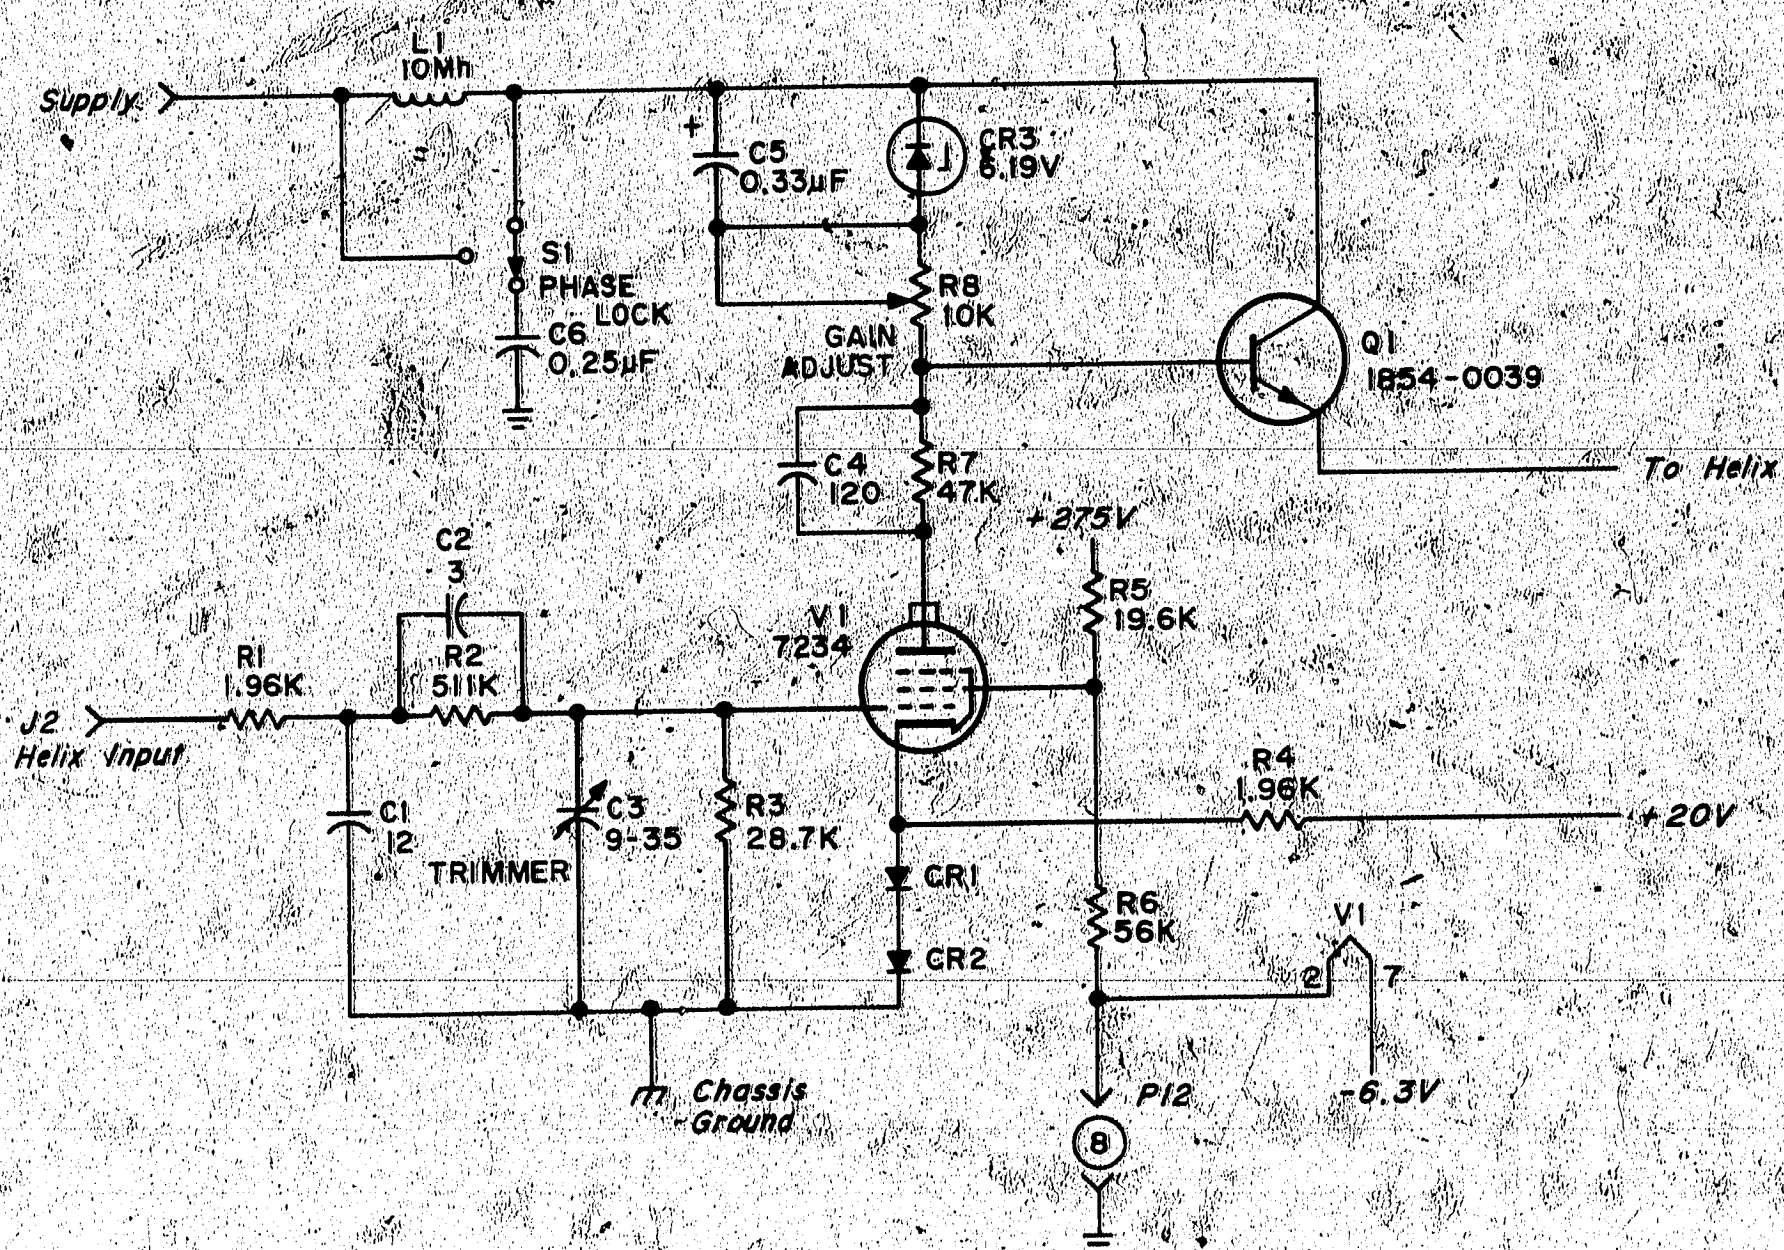 L1
10Mh
Supply
+
C5
0.33µF
CR3
6.19V
S1
PHASE
LOCK
C6
0.25µF
R8
10K
GAIN
ADJUST
Q1
1854-0039
To Helix
C4
120
R7
47K
+275V
C2
3
R5
19.6K
V1
7234
R1
1.96K
R2
511K
J2
Helix Input
R4
1.96K
+20V
C1
12
C3
9-35
TRIMMER
R3
28.7K
CR1
R6
56K
V1
2
7
CR2
-6.3V
Chassis
Ground
P12
8